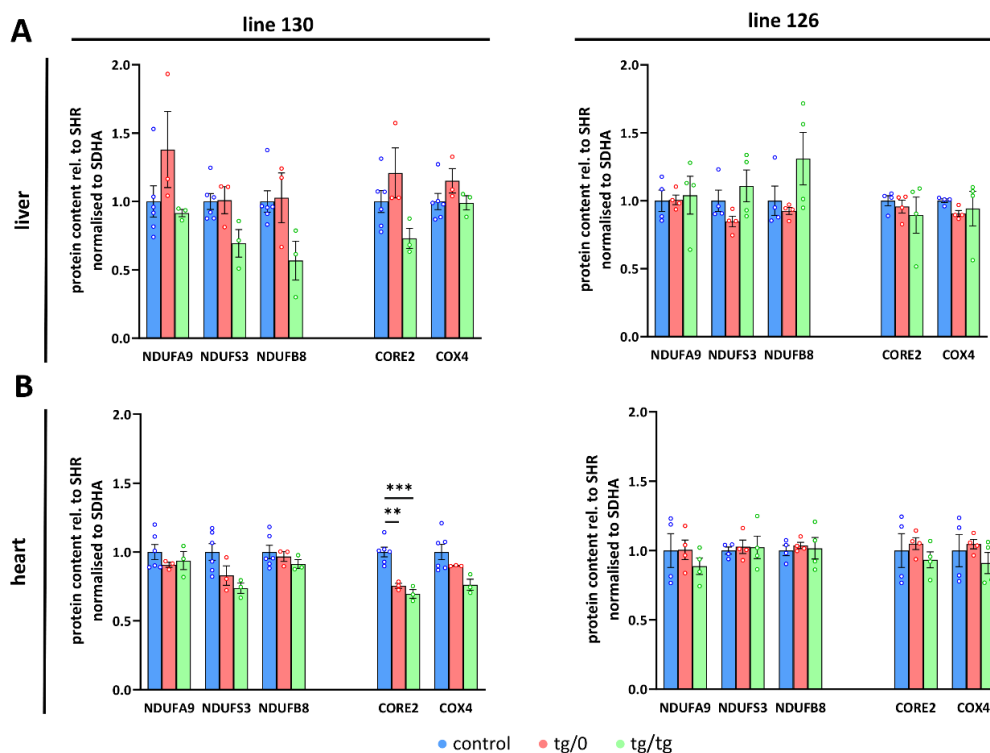 line 130
line 126
A
liver
protein content rel. to SHR
normalised to SDHA
2.0
1.5
1.0
0.5
0.0
NDUFA9 NDUFS3 NDUFB8 CORE2 COX4
protein content rel. to SHR
normalised to SDHA
2.0
1.5
1.0
0.5
0.0
NDUFA9 NDUFS3 NDUFB8 CORE2 COX4
B
heart
protein content rel. to SHR
normalised to SDHA
2.0
1.5
1.0
0.5
0.0
***
**
NDUFA9 NDUFS3 NDUFB8 CORE2 COX4
protein content rel. to SHR
normalised to SDHA
2.0
1.5
1.0
0.5
0.0
NDUFA9 NDUFS3 NDUFB8 CORE2 COX4
control tg/0 tg/tg